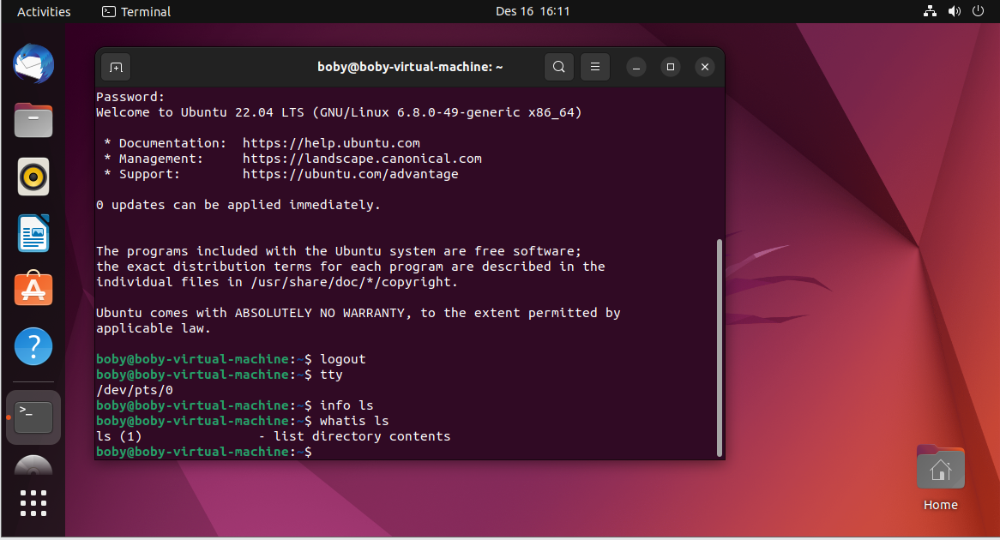 Activities
Terminal
Des 16 16:11
boby@boby-virtual-machine: ~
Password:
Welcome to Ubuntu 22.04 LTS (GNU/Linux 6.8.0-49-generic x86_64)
* Documentation: https://help.ubuntu.com
* Management: https://landscape.canonical.com
* Support: https://ubuntu.com/advantage
0 updates can be applied immediately.
The programs included with the Ubuntu system are free software;
the exact distribution terms for each program are described in the
individual files in /usr/share/doc/*/copyright.
Ubuntu comes with ABSOLUTELY NO WARRANTY, to the extent permitted by
applicable law.
boby@boby-virtual-machine:~$ logout
boby@boby-virtual-machine:~$ tty
/dev/pts/0
boby@boby-virtual-machine:~$ info ls
boby@boby-virtual-machine:~$ whatis ls
ls (1) - list directory contents
boby@boby-virtual-machine:~$
Home